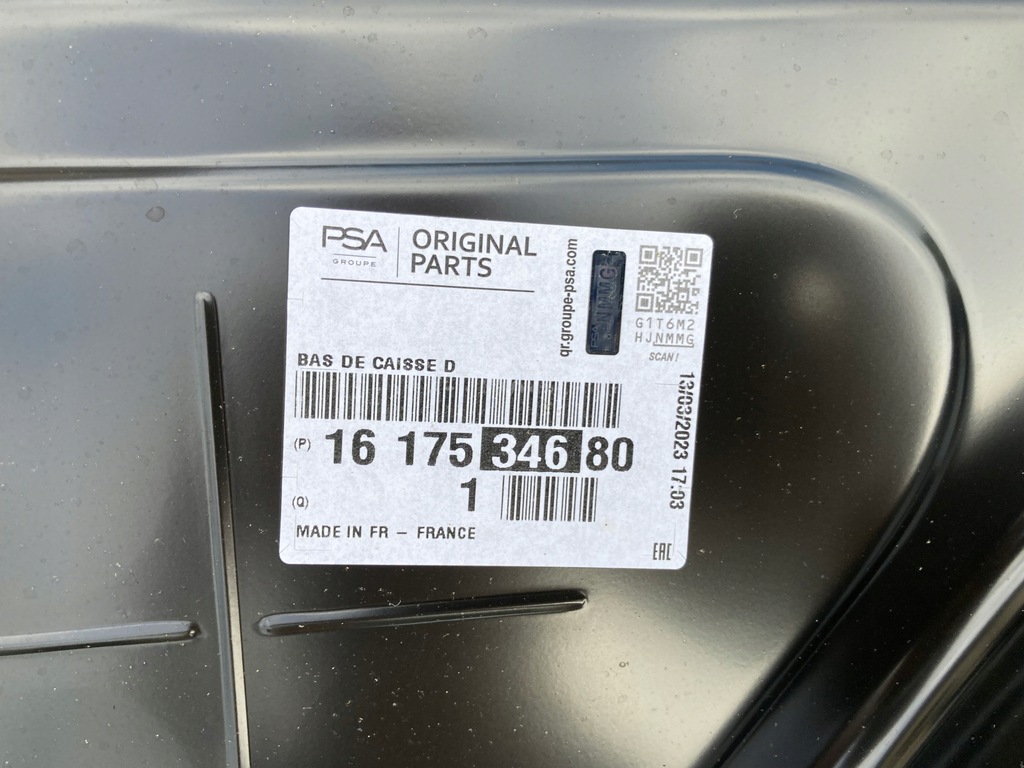 PSA
GROUPE
ORIGINAL
PARTS
qr.groupe-psa.com
NMMG
G1T6M2
HJNMMG
SCAN!
BAS DE CAISSE D
(P) 16 175 346 80
(Q) 1
13/03/2023 17:03
MADE IN FR – FRANCE
EAC